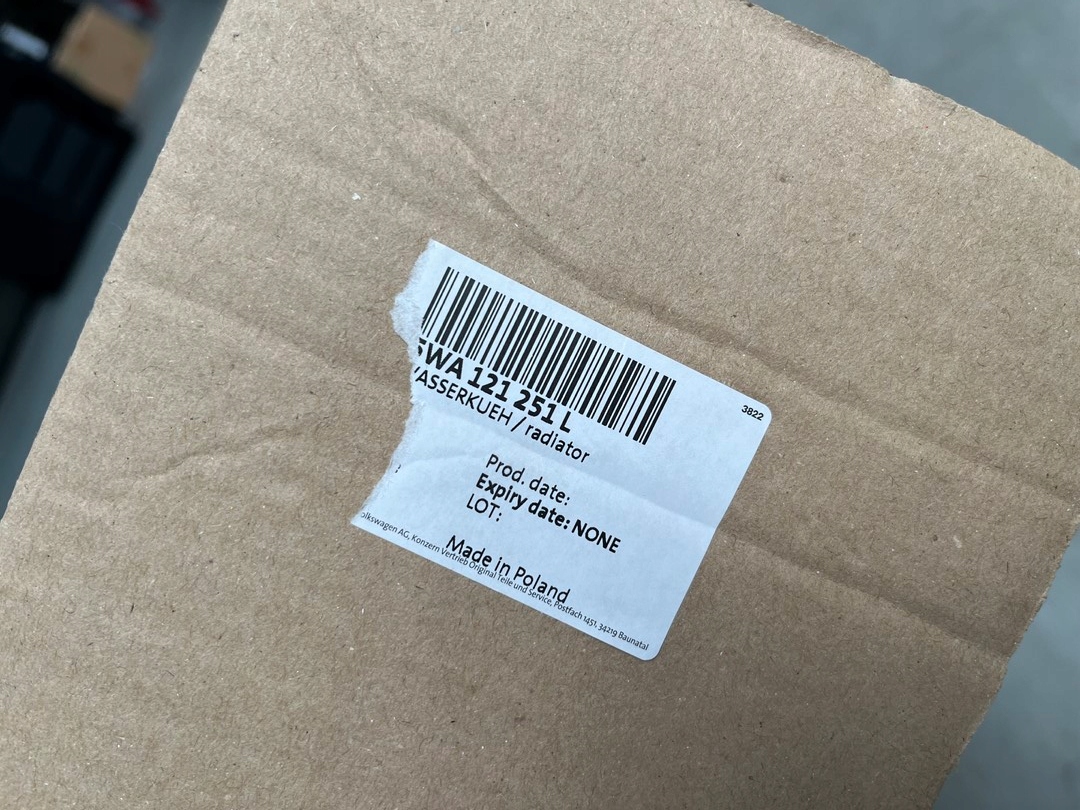 5WA 121 251 L
WASSERKUEH / radiator
3822
Prod. date:
Expiry date: NONE
LOT:
Made in Poland
olkswagen AG, Konzern Vertrieb Original Teile und Service, Postfach 1451, 34219 Baunatal